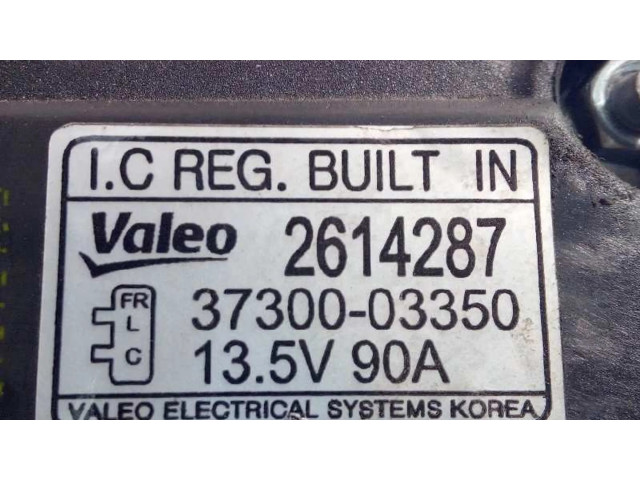 I.C REG. BUILT IN
Valeo 2614287
FR 37300-03350
L
C 13.5V 90A
VALEO ELECTRICAL SYSTEMS KOREA